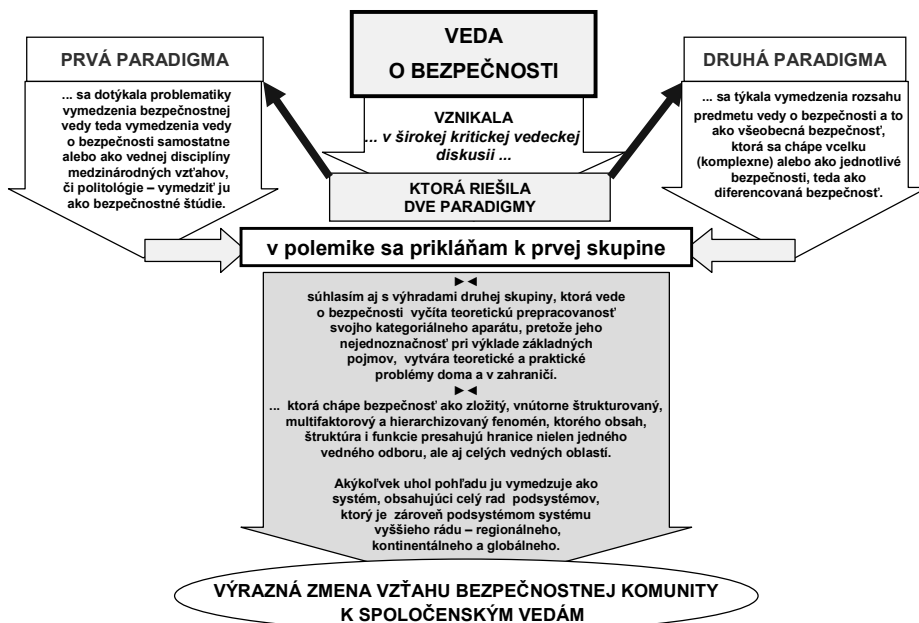 VEDA
O BEZPEČNOSTI
PRVÁ PARADIGMA
... sa dotýkala problematiky
vymedzenia bezpečnostnej
vedy teda vymedzenia vedy
o bezpečnosti samostatne
alebo ako vednej disciplíny
medzinárodných vzťahov,
či politológie – vymedziť ju
ako bezpečnostné štúdie.
VZNIKALA
... v širokej kritickej vedeckej
diskusii ...
KTORÁ RIEŠILA
DVE PARADIGMY
DRUHÁ PARADIGMA
... sa týkala vymedzenia rozsahu
predmetu vedy o bezpečnosti a to
ako všeobecná bezpečnosť,
ktorá sa chápe vcelku
(komplexne) alebo ako jednotlivé
bezpečnosti, teda ako
diferencovaná bezpečnosť.
v polemike sa prikláňam k prvej skupine
►◄
súhlasím aj s výhradami druhej skupiny, ktorá vede
o bezpečnosti vyčíta teoretickú prepracovanosť
svojho kategoriálneho aparátu, pretože jeho
nejednoznačnosť pri výklade základných
pojmov, vytvára teoretické a praktické
problémy doma a v zahraničí.
►◄
... ktorá chápe bezpečnosť ako zložitý, vnútorne štrukturovaný,
multifaktorový a hierarchizovaný fenomén, ktorého obsah,
štruktúra i funkcie presahujú hranice nielen jedného
vedného odboru, ale aj celých vedných oblastí.
Akýkoľvek uhol pohľadu ju vymedzuje ako
systém, obsahujúci celý rad podsystémov,
ktorý je zároveň podsystémom systému
vyššieho rádu – regionálneho,
kontinentálneho a globálneho.
VÝRAZNÁ ZMENA VZŤAHU BEZPEČNOSTNEJ KOMUNITY
K SPOLOČENSKÝM VEDÁM